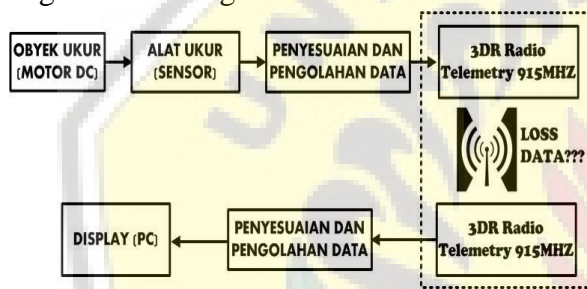 OBYEK UKUR
(MOTOR DC)
ALAT UKUR
(SENSOR)
PENYESUAIAN DAN
PENGOLAHAN DATA
3DR Radio
Telemetry 915MHZ
LOSS
DATA???
3DR Radio
Telemetry 915MHZ
PENYESUAIAN DAN
PENGOLAHAN DATA
DISPLAY (PC)